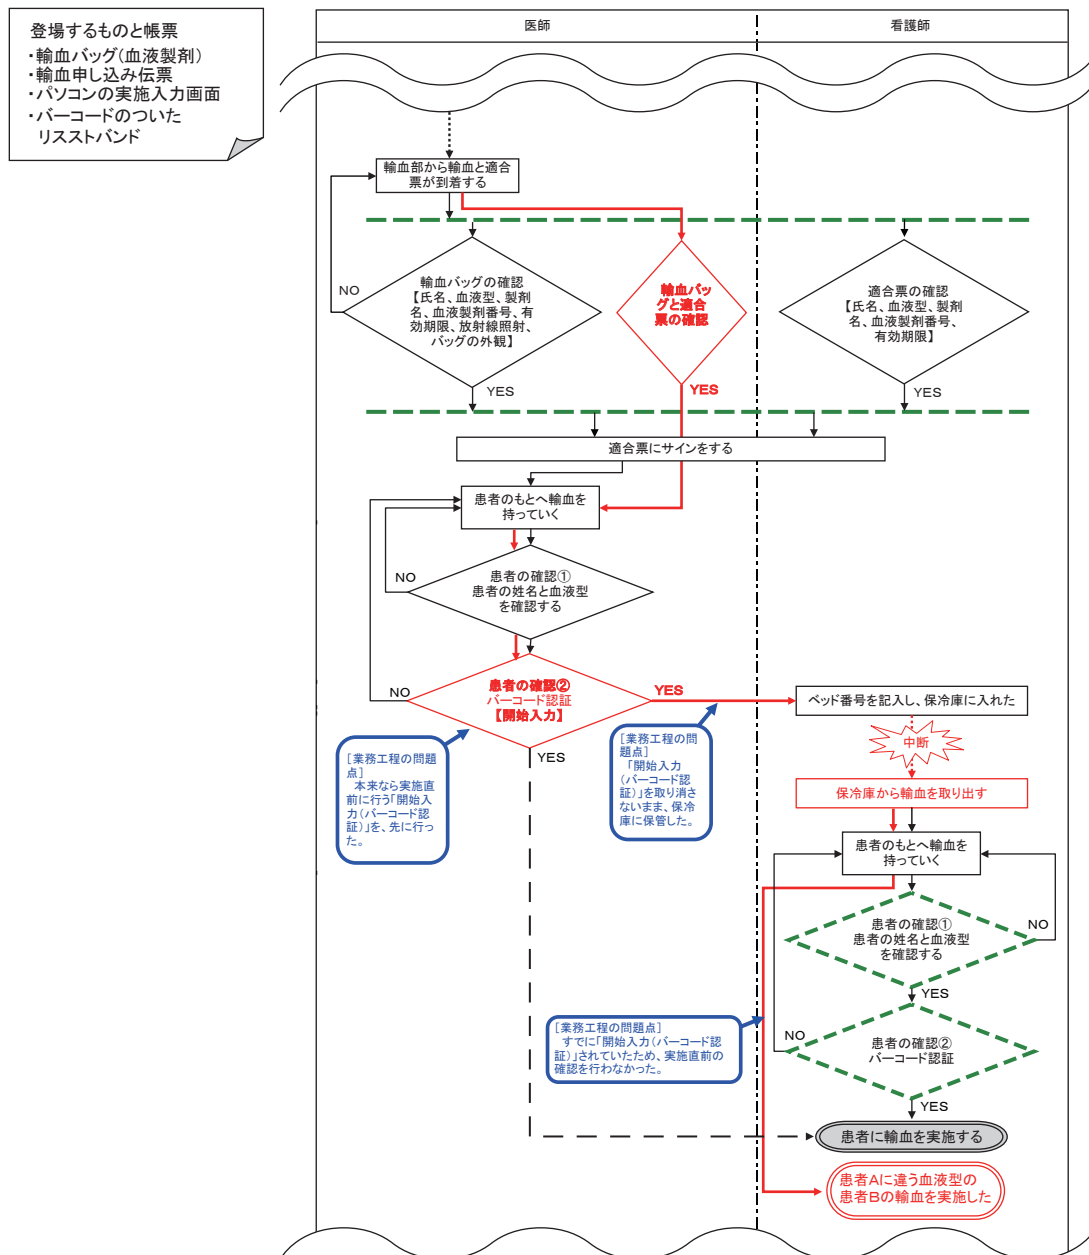 登場するものと帳票
・輸血バッグ(血液製剤)
・輸血申し込み伝票
・パソコンの実施入力画面
・バーコードのついた
リスストバンド
医師
看護師
輸血部から輸血と適合
票が到着する
NO
輸血バッグの確認
【氏名、血液型、製剤
名、血液製剤番号、有
効期限、放射線照射、
バッグの外観】
YES
輸血バッ
グと適合
票の確認
YES
適合票の確認
【氏名、血液型、製剤
名、血液製剤番号、
有効期限】
YES
適合票にサインをする
患者のもとへ輸血を
持っていく
NO
患者の確認①
患者の姓名と血液型
を確認する
NO
患者の確認②
バーコード認証
【開始入力】
YES
YES
ベッド番号を記入し、保冷庫に入れた
中断
保冷庫から輸血を取り出す
[業務工程の問題
点]
本来なら実施直
前に行う「開始入
力(バーコード認
証)」を、先に行っ
た。
[業務工程の問
題点]
「開始入力
(バーコード認
証)」を取り消さ
ないまま、保冷
庫に保管した。
患者のもとへ輸血を
持っていく
患者の確認①
患者の姓名と血液型
を確認する
NO
YES
[業務工程の問題点]
すでに「開始入力(バーコード認
証)」されていたため、実施直前の
確認を行わなかった。
NO
患者の確認②
バーコード認証
YES
患者に輸血を実施する
患者Aに違う血液型の
患者Bの輸血を実施した